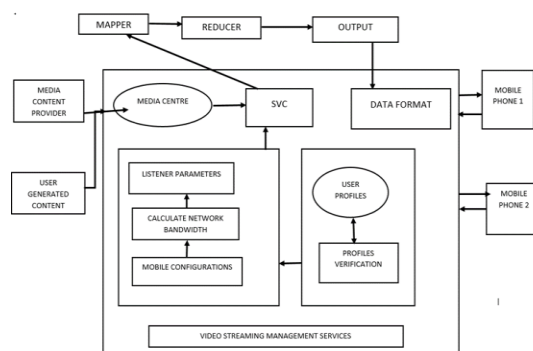 MAPPER
REDUCER
OUTPUT
MEDIA
CONTENT
PROVIDER
MEDIA CENTRE
SVC
DATA FORMAT
MOBILE
PHONE 1
USER
GENERATED
CONTENT
LISTENER PARAMETERS
CALCULATE NETWORK
BANDWIDTH
MOBILE CONFIGURATIONS
USER
PROFILES
PROFILES
VERIFICATION
MOBILE
PHONE 2
VIDEO STREAMING MANAGEMENT SERVICES